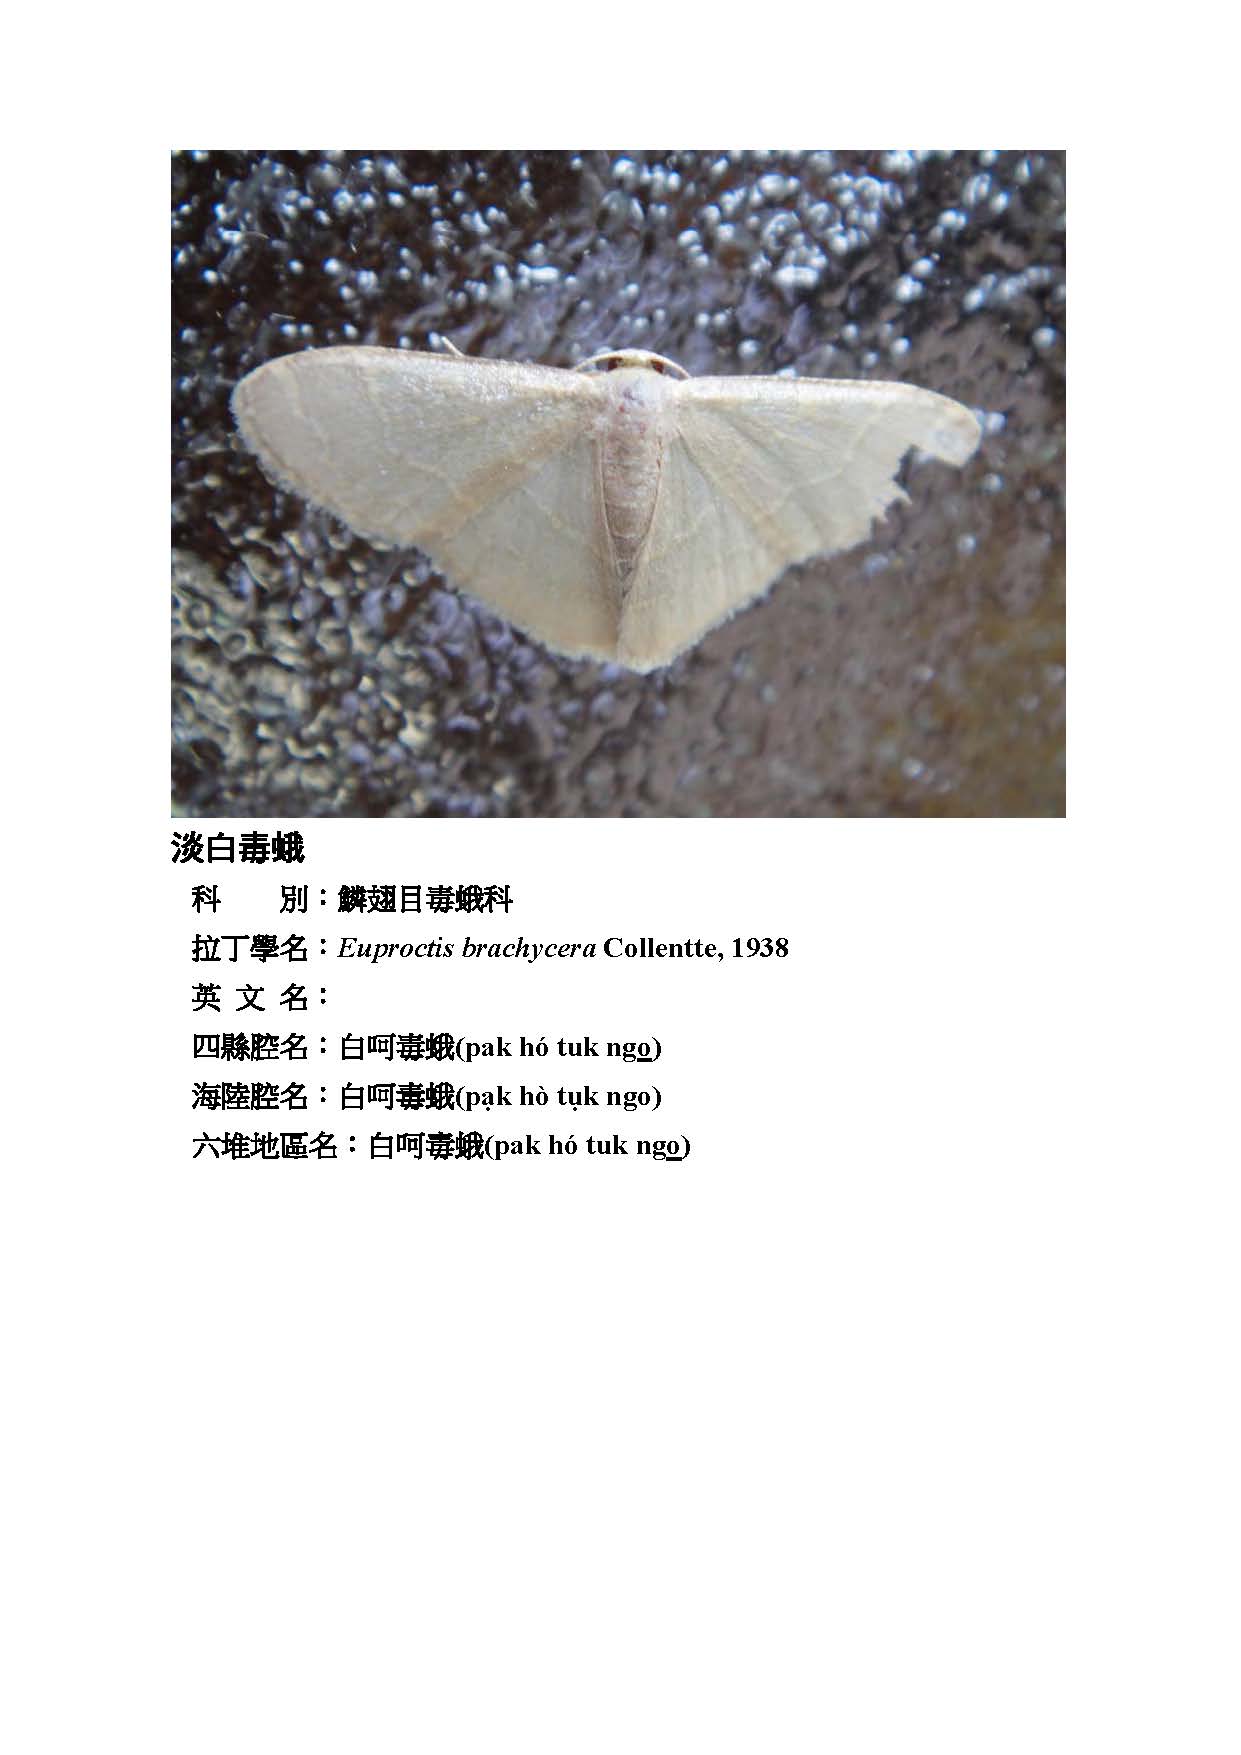 淡白毒蛾
科　　別：鱗翅目毒蛾科
拉丁學名：Euproctis brachycera Collentte, 1938
英 文 名：
四縣腔名：白呵毒蛾(pak hó tuk ngo̲)
海陸腔名：白呵毒蛾(pa̩k hò tu̩k ngo)
六堆地區名：白呵毒蛾(pak hó tuk ngo̲)